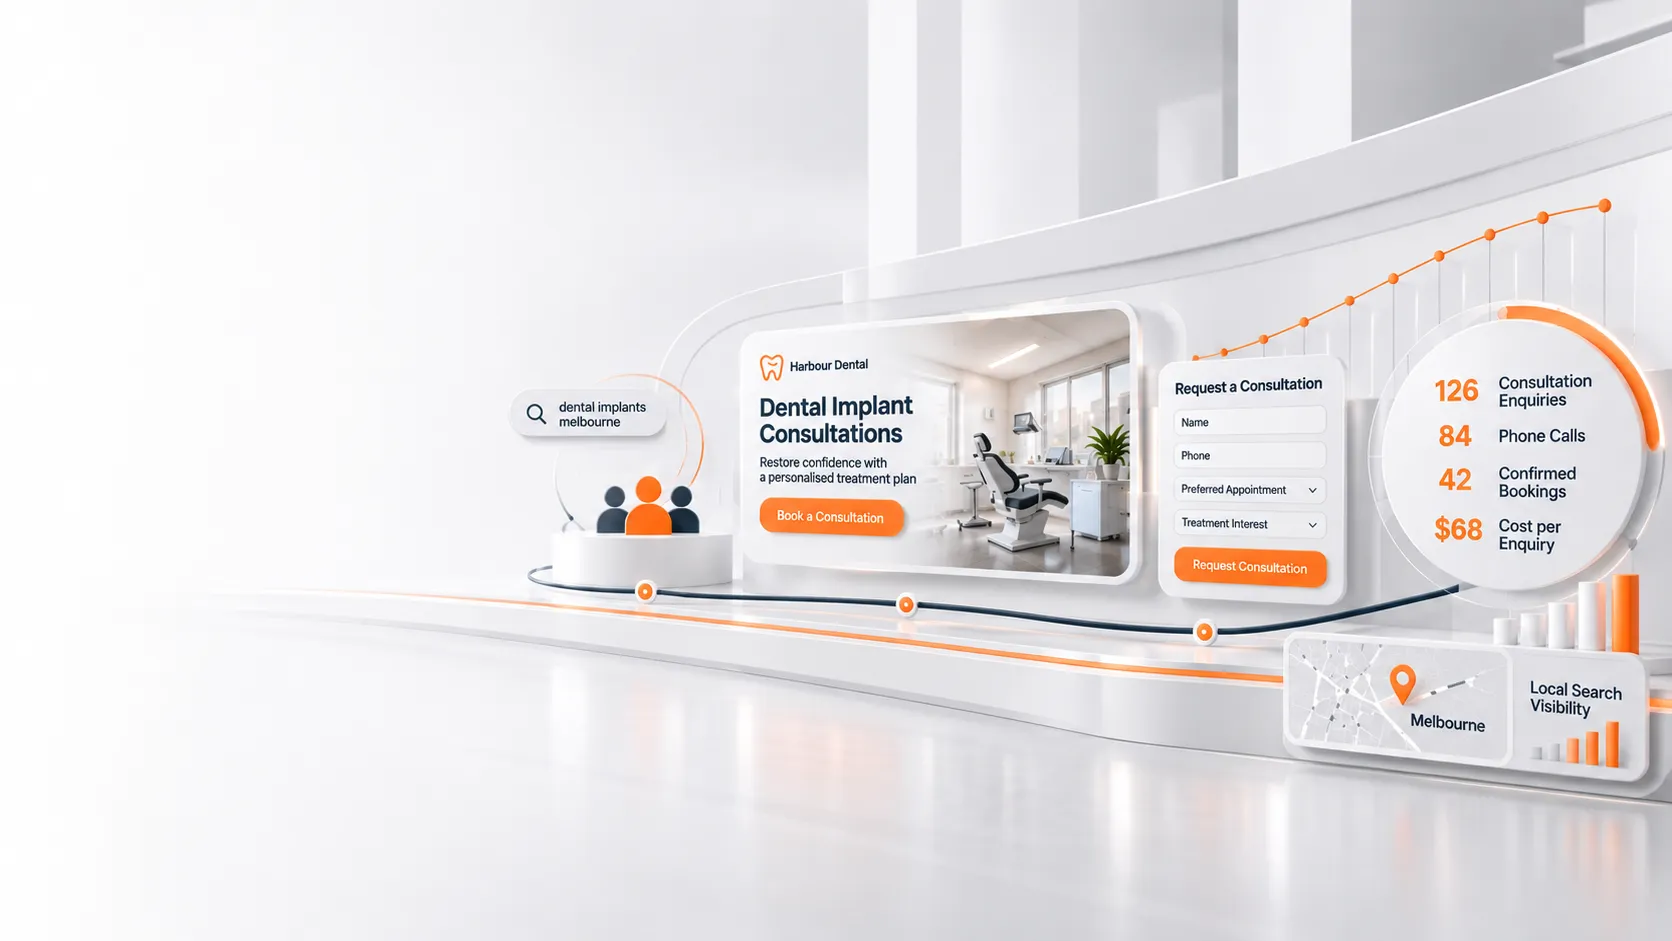 dental implants
melbourne
Harbour Dental
Dental Implant
Consultations
Restore confidence with
a personalised treatment plan
Book a Consultation
Request a Consultation
Name
Phone
Preferred Appointment
Treatment Interest
Request Consultation
126 Consultation
Enquiries
84 Phone Calls
42 Confirmed
Bookings
$68 Cost per
Enquiry
Melbourne
Local Search
Visibility